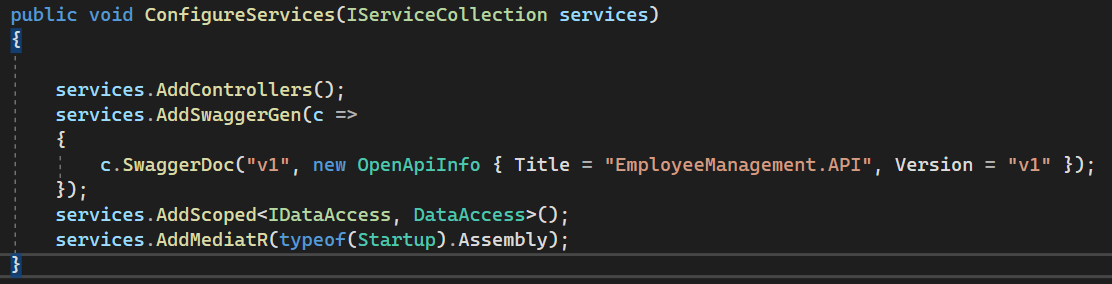 public void ConfigureServices(IServiceCollection services)
{
services.AddControllers();
services.AddSwaggerGen(c =>
{
c.SwaggerDoc("v1", new OpenApiInfo { Title = "EmployeeManagement.API", Version = "v1" });
});
services.AddScoped<IDataAccess, DataAccess>();
services.AddMediatR(typeof(Startup).Assembly);
}